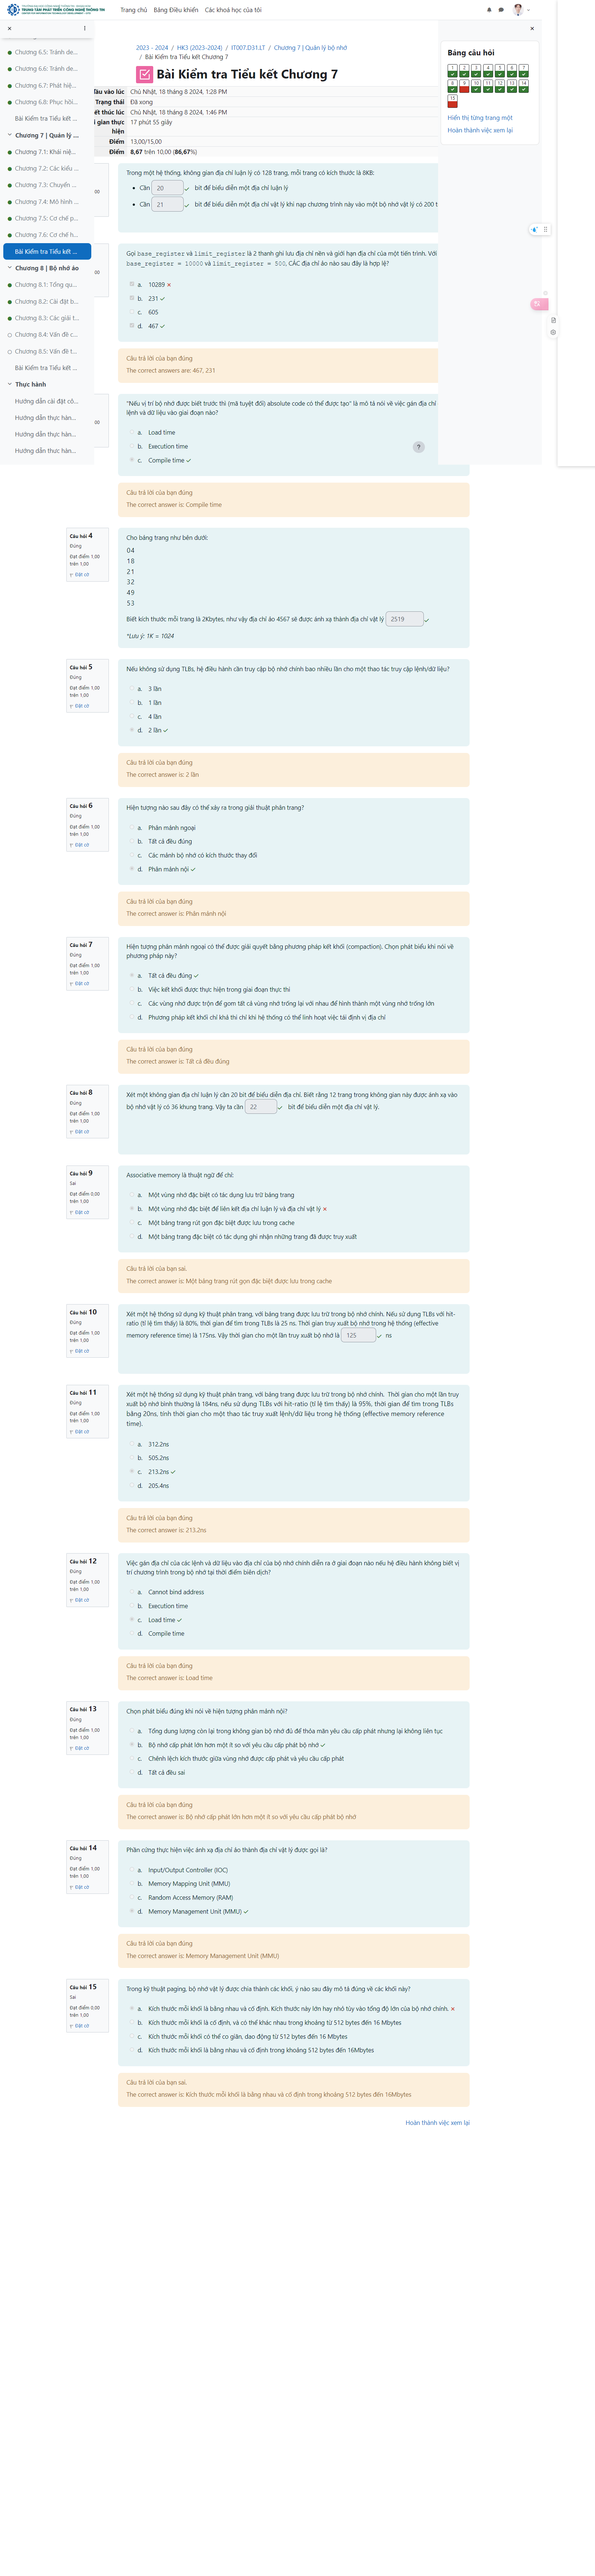 TRUNG TÂM PHÁT TRIỂN CÔNG NGHỆ THÔNG TIN
Trang chủ Bảng Điều khiển Các khoá học của tôi
Chương 6.5: Tránh de...
Chương 6.6: Tránh de...
Chương 6.7: Phát hiệ...
Chương 6.8: Phục hồi...
Bài Kiểm tra Tiểu kết ...
Chương 7 | Quản lý ...
Chương 7.1: Khái niệ...
Chương 7.2: Các kiểu ...
Chương 7.3: Chuyển ...
Chương 7.4: Mô hình ...
Chương 7.5: Cơ chế p...
Chương 7.6: Cơ chế h...
Bài Kiểm tra Tiểu kết ...
Chương 8 | Bộ nhớ ảo
Chương 8.1: Tổng qu...
Chương 8.2: Cài đặt b...
Chương 8.3: Các giải t...
Chương 8.4: Vấn đề c...
Chương 8.5: Vấn đề t...
Bài Kiểm tra Tiểu kết ...
Thực hành
Hướng dẫn cài đặt cô...
Hướng dẫn thực hàn...
Hướng dẫn thực hàn...
Hướng dẫn thực hàn...
2023 - 2024 / HK3 (2023-2024) / IT007.D31.LT / Chương 7 | Quản lý bộ nhớ
/ Bài Kiểm tra Tiểu kết Chương 7
Bài Kiểm tra Tiểu kết Chương 7
đầu vào lúc Chủ Nhật, 18 tháng 8 2024, 1:28 PM
Trạng thái Đã xong
ết thúc lúc Chủ Nhật, 18 tháng 8 2024, 1:46 PM
i gian thực
hiện 17 phút 55 giây
Điểm 13,00/15,00
Điểm 8,67 trên 10,00 (86,67%)
Bảng câu hỏi
1 2 3 4 5 6 7
8 9 10 11 12 13 14
15
Hiển thị từng trang một
Hoàn thành việc xem lại
Trong một hệ thống, không gian địa chỉ luận lý có 128 trang, mỗi trang có kích thước là 8KB:
Cần 20 bit để biểu diễn một địa chỉ luận lý
Cần 21 bit để biểu diễn một địa chỉ vật lý khi nạp chương trình này vào một bộ nhớ vật lý có 200 t
00
Gọi base_register và limit_register là 2 thanh ghi lưu địa chỉ nền và giới hạn địa chỉ của một tiến trình. Với
base_register = 10000 và limit_register = 500, CÁC địa chỉ ảo nào sau đây là hợp lệ?
00
a. 10289
b. 231
c. 605
d. 467
Câu trả lời của bạn đúng
The correct answers are: 467, 231
"Nếu vị trí bộ nhớ được biết trước thì (mã tuyệt đối) absolute code có thể được tạo" là mô tả nói về việc gán địa chỉ
lệnh và dữ liệu vào giai đoạn nào?
00
a. Load time
b. Execution time
c. Compile time
?
Câu trả lời của bạn đúng
The correct answer is: Compile time
Câu hỏi 4
Đúng
Đạt điểm 1,00
trên 1,00
Đặt cờ
Cho bảng trang như bên dưới:
04
18
21
32
49
53
Biết kích thước mỗi trang là 2Kbytes, như vậy địa chỉ ảo 4567 sẽ được ánh xạ thành địa chỉ vật lý 2519
*Lưu ý: 1K = 1024
Câu hỏi 5
Đúng
Đạt điểm 1,00
trên 1,00
Đặt cờ
Nếu không sử dụng TLBs, hệ điều hành cần truy cập bộ nhớ chính bao nhiêu lần cho một thao tác truy cập lệnh/dữ liệu?
a. 3 lần
b. 1 lần
c. 4 lần
d. 2 lần
Câu trả lời của bạn đúng
The correct answer is: 2 lần
Câu hỏi 6
Đúng
Đạt điểm 1,00
trên 1,00
Đặt cờ
Hiện tượng nào sau đây có thể xảy ra trong giải thuật phân trang?
a. Phân mảnh ngoại
b. Tất cả đều đúng
c. Các mảnh bộ nhớ có kích thước thay đổi
d. Phân mảnh nội
Câu trả lời của bạn đúng
The correct answer is: Phân mảnh nội
Câu hỏi 7
Đúng
Đạt điểm 1,00
trên 1,00
Đặt cờ
Hiện tượng phân mảnh ngoại có thể được giải quyết bằng phương pháp kết khối (compaction). Chọn phát biểu khi nói về
phương pháp này?
a. Tất cả đều đúng
b. Việc kết khối được thực hiện trong giai đoạn thực thi
c. Các vùng nhớ được trộn để gom tất cả vùng nhớ trống lại với nhau để hình thành một vùng nhớ trống lớn
d. Phương pháp kết khối chỉ khả thi chỉ khi hệ thống có thể linh hoạt việc tái định vị địa chỉ
Câu trả lời của bạn đúng
The correct answer is: Tất cả đều đúng
Câu hỏi 8
Đúng
Đạt điểm 1,00
trên 1,00
Đặt cờ
Xét một không gian địa chỉ luận lý cần 20 bit để biểu diễn địa chỉ. Biết rằng 12 trang trong không gian này được ánh xạ vào
bộ nhớ vật lý có 36 khung trang. Vậy ta cần 22 bit để biểu diễn một địa chỉ vật lý.
Câu hỏi 9
Sai
Đạt điểm 0,00
trên 1,00
Đặt cờ
Associative memory là thuật ngữ để chỉ:
a. Một vùng nhớ đặc biệt có tác dụng lưu trữ bảng trang
b. Một vùng nhớ đặc biệt để liên kết địa chỉ luận lý và địa chỉ vật lý
c. Một bảng trang rút gọn đặc biệt được lưu trong cache
d. Một bảng trang đặc biệt có tác dụng ghi nhận những trang đã được truy xuất
Câu trả lời của bạn sai.
The correct answer is: Một bảng trang rút gọn đặc biệt được lưu trong cache
Câu hỏi 10
Đúng
Đạt điểm 1,00
trên 1,00
Đặt cờ
Xét một hệ thống sử dụng kỹ thuật phân trang, với bảng trang được lưu trữ trong bộ nhớ chính. Nếu sử dụng TLBs với hit-
ratio (tỉ lệ tìm thấy) là 80%, thời gian để tìm trong TLBs là 25 ns. Thời gian truy xuất bộ nhớ trong hệ thống (effective
memory reference time) là 175ns. Vậy thời gian cho một lần truy xuất bộ nhớ là 125 ns
Câu hỏi 11
Đúng
Đạt điểm 1,00
trên 1,00
Đặt cờ
Xét một hệ thống sử dụng kỹ thuật phân trang, với bảng trang được lưu trữ trong bộ nhớ chính. Thời gian cho một lần truy
xuất bộ nhớ bình thường là 184ns, nếu sử dụng TLBs với hit-ratio (tỉ lệ tìm thấy) là 95%, thời gian để tìm trong TLBs
bằng 20ns, tính thời gian cho một thao tác truy xuất lệnh/dữ liệu trong hệ thống (effective memory reference
time).
a. 312.2ns
b. 505.2ns
c. 213.2ns
d. 205.4ns
Câu trả lời của bạn đúng
The correct answer is: 213.2ns
Câu hỏi 12
Đúng
Đạt điểm 1,00
trên 1,00
Đặt cờ
Việc gán địa chỉ của các lệnh và dữ liệu vào địa chỉ của bộ nhớ chính diễn ra ở giai đoạn nào nếu hệ điều hành không biết vị
trí chương trình trong bộ nhớ tại thời điểm biên dịch?
a. Cannot bind address
b. Execution time
c. Load time
d. Compile time
Câu trả lời của bạn đúng
The correct answer is: Load time
Câu hỏi 13
Đúng
Đạt điểm 1,00
trên 1,00
Đặt cờ
Chọn phát biểu đúng khi nói về hiện tượng phân mảnh nội?
a. Tổng dung lượng còn lại trong không gian bộ nhớ đủ để thỏa mãn yêu cầu cấp phát nhưng lại không liên tục
b. Bộ nhớ cấp phát lớn hơn một ít so với yêu cầu cấp phát bộ nhớ
c. Chênh lệch kích thước giữa vùng nhớ được cấp phát và yêu cầu cấp phát
d. Tất cả đều sai
Câu trả lời của bạn đúng
The correct answer is: Bộ nhớ cấp phát lớn hơn một ít so với yêu cầu cấp phát bộ nhớ
Câu hỏi 14
Đúng
Đạt điểm 1,00
trên 1,00
Đặt cờ
Phần cứng thực hiện việc ánh xạ địa chỉ ảo thành địa chỉ vật lý được gọi là?
a. Input/Output Controller (IOC)
b. Memory Mapping Unit (MMU)
c. Random Access Memory (RAM)
d. Memory Management Unit (MMU)
Câu trả lời của bạn đúng
The correct answer is: Memory Management Unit (MMU)
Câu hỏi 15
Sai
Đạt điểm 0,00
trên 1,00
Đặt cờ
Trong kỹ thuật paging, bộ nhớ vật lý được chia thành các khối, ý nào sau đây mô tả đúng về các khối này?
a. Kích thước mỗi khối là bằng nhau và cố định. Kích thước này lớn hay nhỏ tùy vào tổng độ lớn của bộ nhớ chính.
b. Kích thước mỗi khối là cố định, và có thể khác nhau trong khoảng từ 512 bytes đến 16 Mbytes
c. Kích thước mỗi khối có thể co giãn, dao động từ 512 bytes đến 16 Mbytes
d. Kích thước mỗi khối là bằng nhau và cố định trong khoảng 512 bytes đến 16Mbytes
Câu trả lời của bạn sai.
The correct answer is: Kích thước mỗi khối là bằng nhau và cố định trong khoảng 512 bytes đến 16Mbytes
Hoàn thành việc xem lại